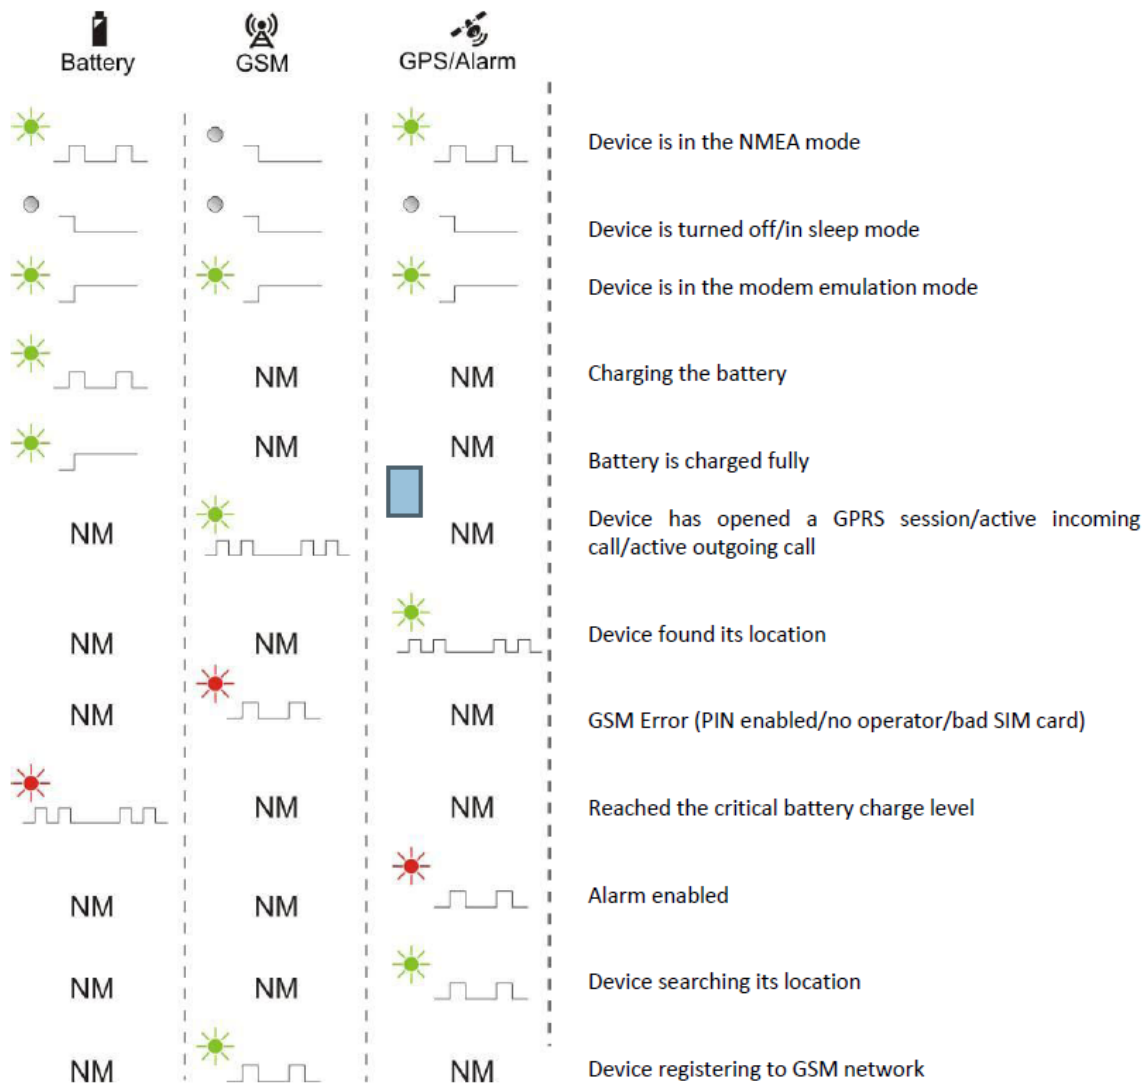 Battery GSM GPS/Alarm
Device is in the NMEA mode
Device is turned off/in sleep mode
Device is in the modem emulation mode
NM NM Charging the battery
NM NM Battery is charged fully
NM NM Device has opened a GPRS session/active incoming
call/active outgoing call
NM NM Device found its location
NM NM GSM Error (PIN enabled/no operator/bad SIM card)
NM NM Reached the critical battery charge level
NM NM Alarm enabled
NM NM Device searching its location
NM NM Device registering to GSM network